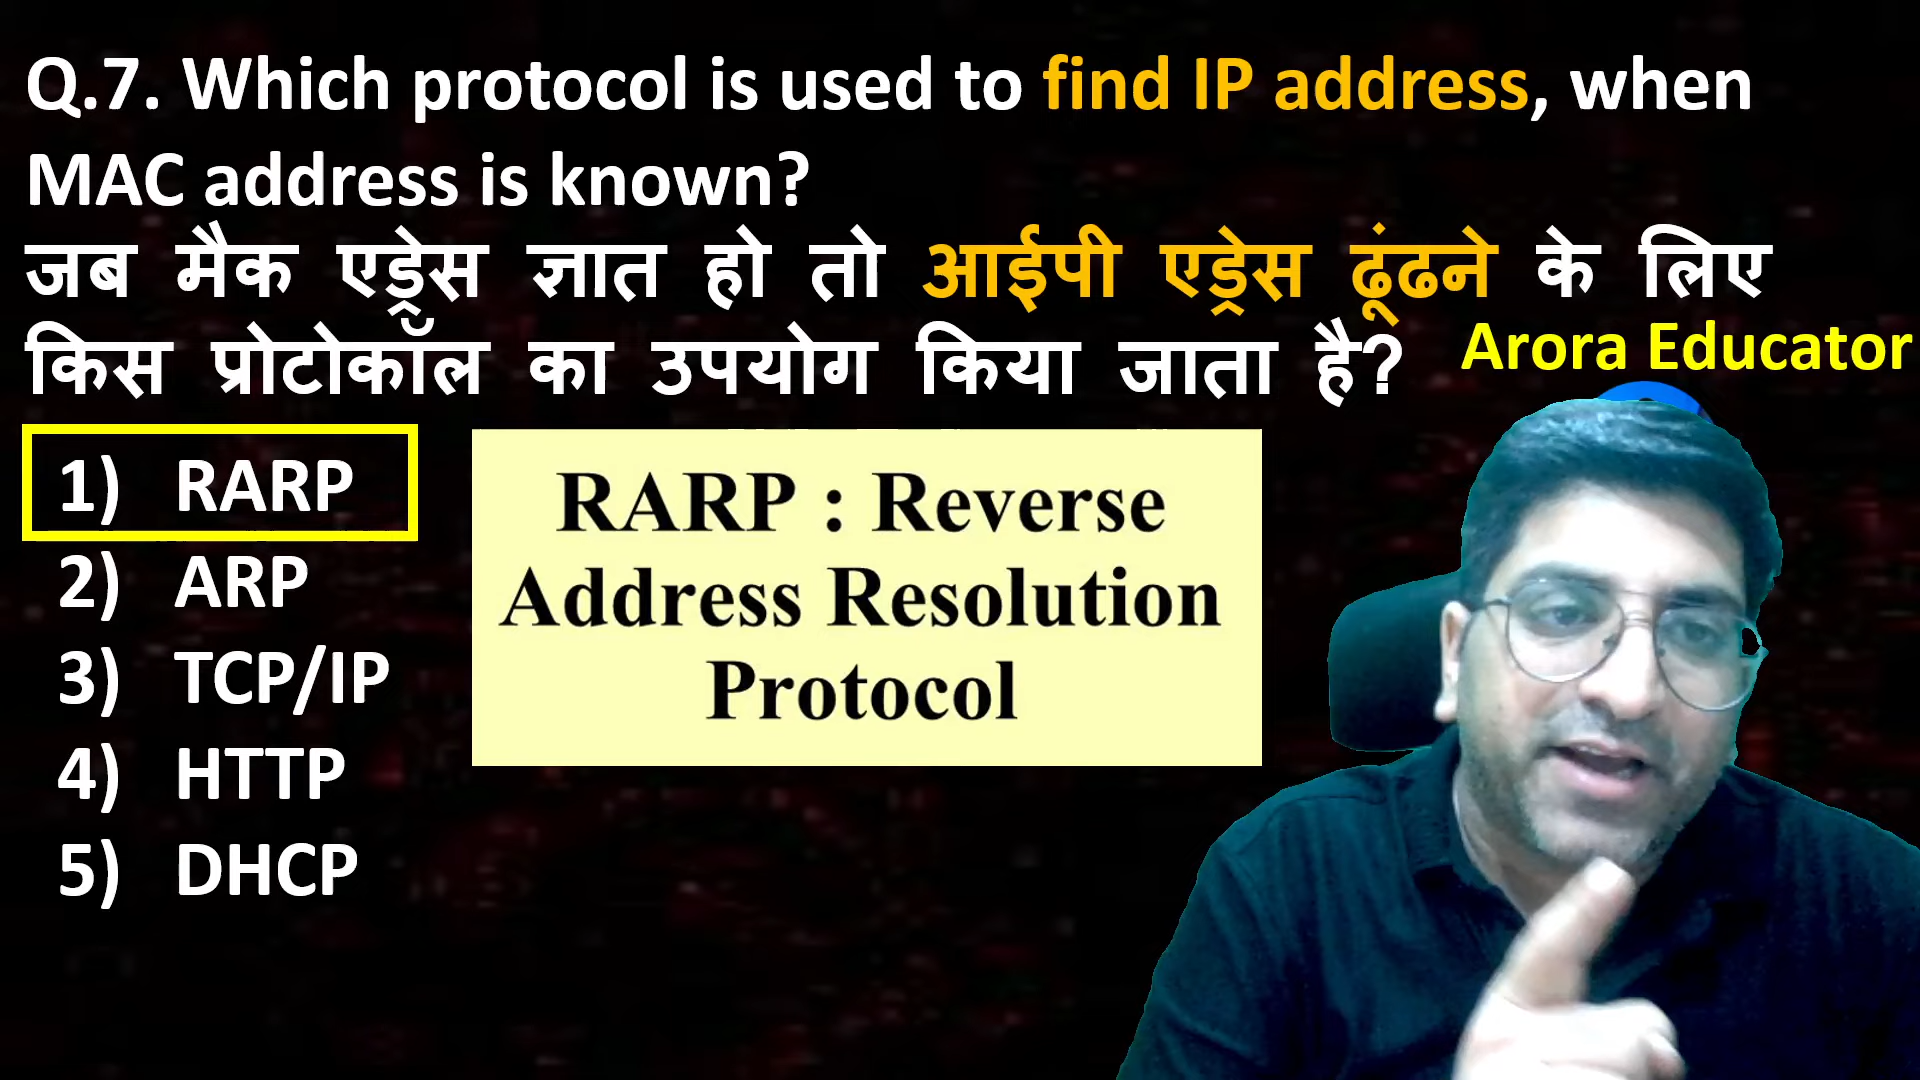 Q.7. Which protocol is used to find IP address, when
MAC address is known?
जब मैक एड्रेस ज्ञात हो तो आईपी एड्रेस ढूंढने के लिए
किस प्रोटोकॉल का उपयोग किया जाता है?
Arora Educator
1) RARP
2) ARP
3) TCP/IP
4) HTTP
5) DHCP
RARP : Reverse
Address Resolution
Protocol